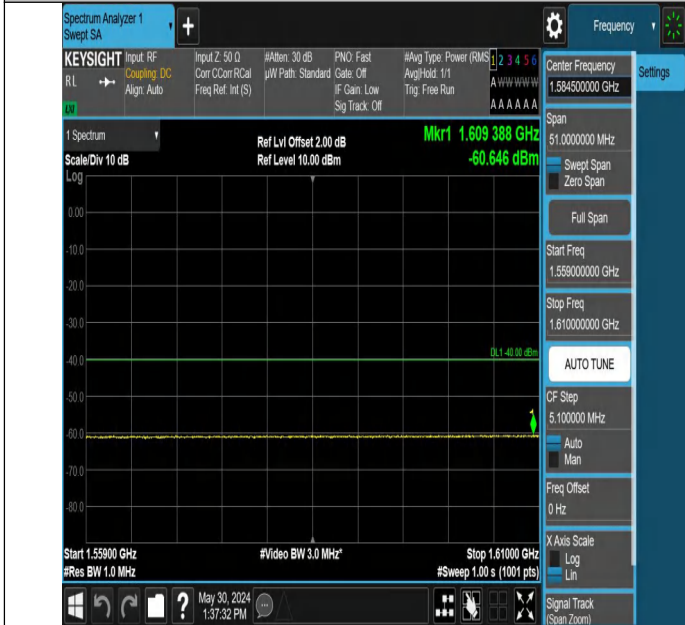 Spectrum Analyzer 1
Swept SA
+
Frequency
KEYSIGHT
RL
Input: RF
Coupling: DC
Align: Auto
Input Z: 50 Ω
Corr CCorr RCal
Freq Ref: Int (S)
#Atten: 30 dB
µW Path: Standard
PNO: Fast
Gate: Off
IF Gain: Low
Sig Track: Off
#Avg Type: Power (RMS
Avg|Hold: 1/1
Trig: Free Run
1 2 3 4 5 6
A W W W W W
A A A A A A
1 Spectrum
Scale/Div 10 dB
Log
Ref Lvl Offset 2.00 dB
Ref Level 10.00 dBm
Mkr1 1.609 388 GHz
-60.646 dBm
0.00
-10.0
-20.0
-30.0
-40.0
-50.0
-60.0
-70.0
-80.0
DL1 -40.00 dBm
1
Start 1.55900 GHz
#Res BW 1.0 MHz
#Video BW 3.0 MHz*
Stop 1.61000 GHz
#Sweep 1.00 s (1001 pts)
Center Frequency
1.584500000 GHz
Settings
Span
51.0000000 MHz
Swept Span
Zero Span
Full Span
Start Freq
1.559000000 GHz
Stop Freq
1.610000000 GHz
AUTO TUNE
CF Step
5.100000 MHz
Auto
Man
Freq Offset
0 Hz
X Axis Scale
Log
Lin
Signal Track
(Span Zoom)
?
May 30, 2024
1:37:32 PM